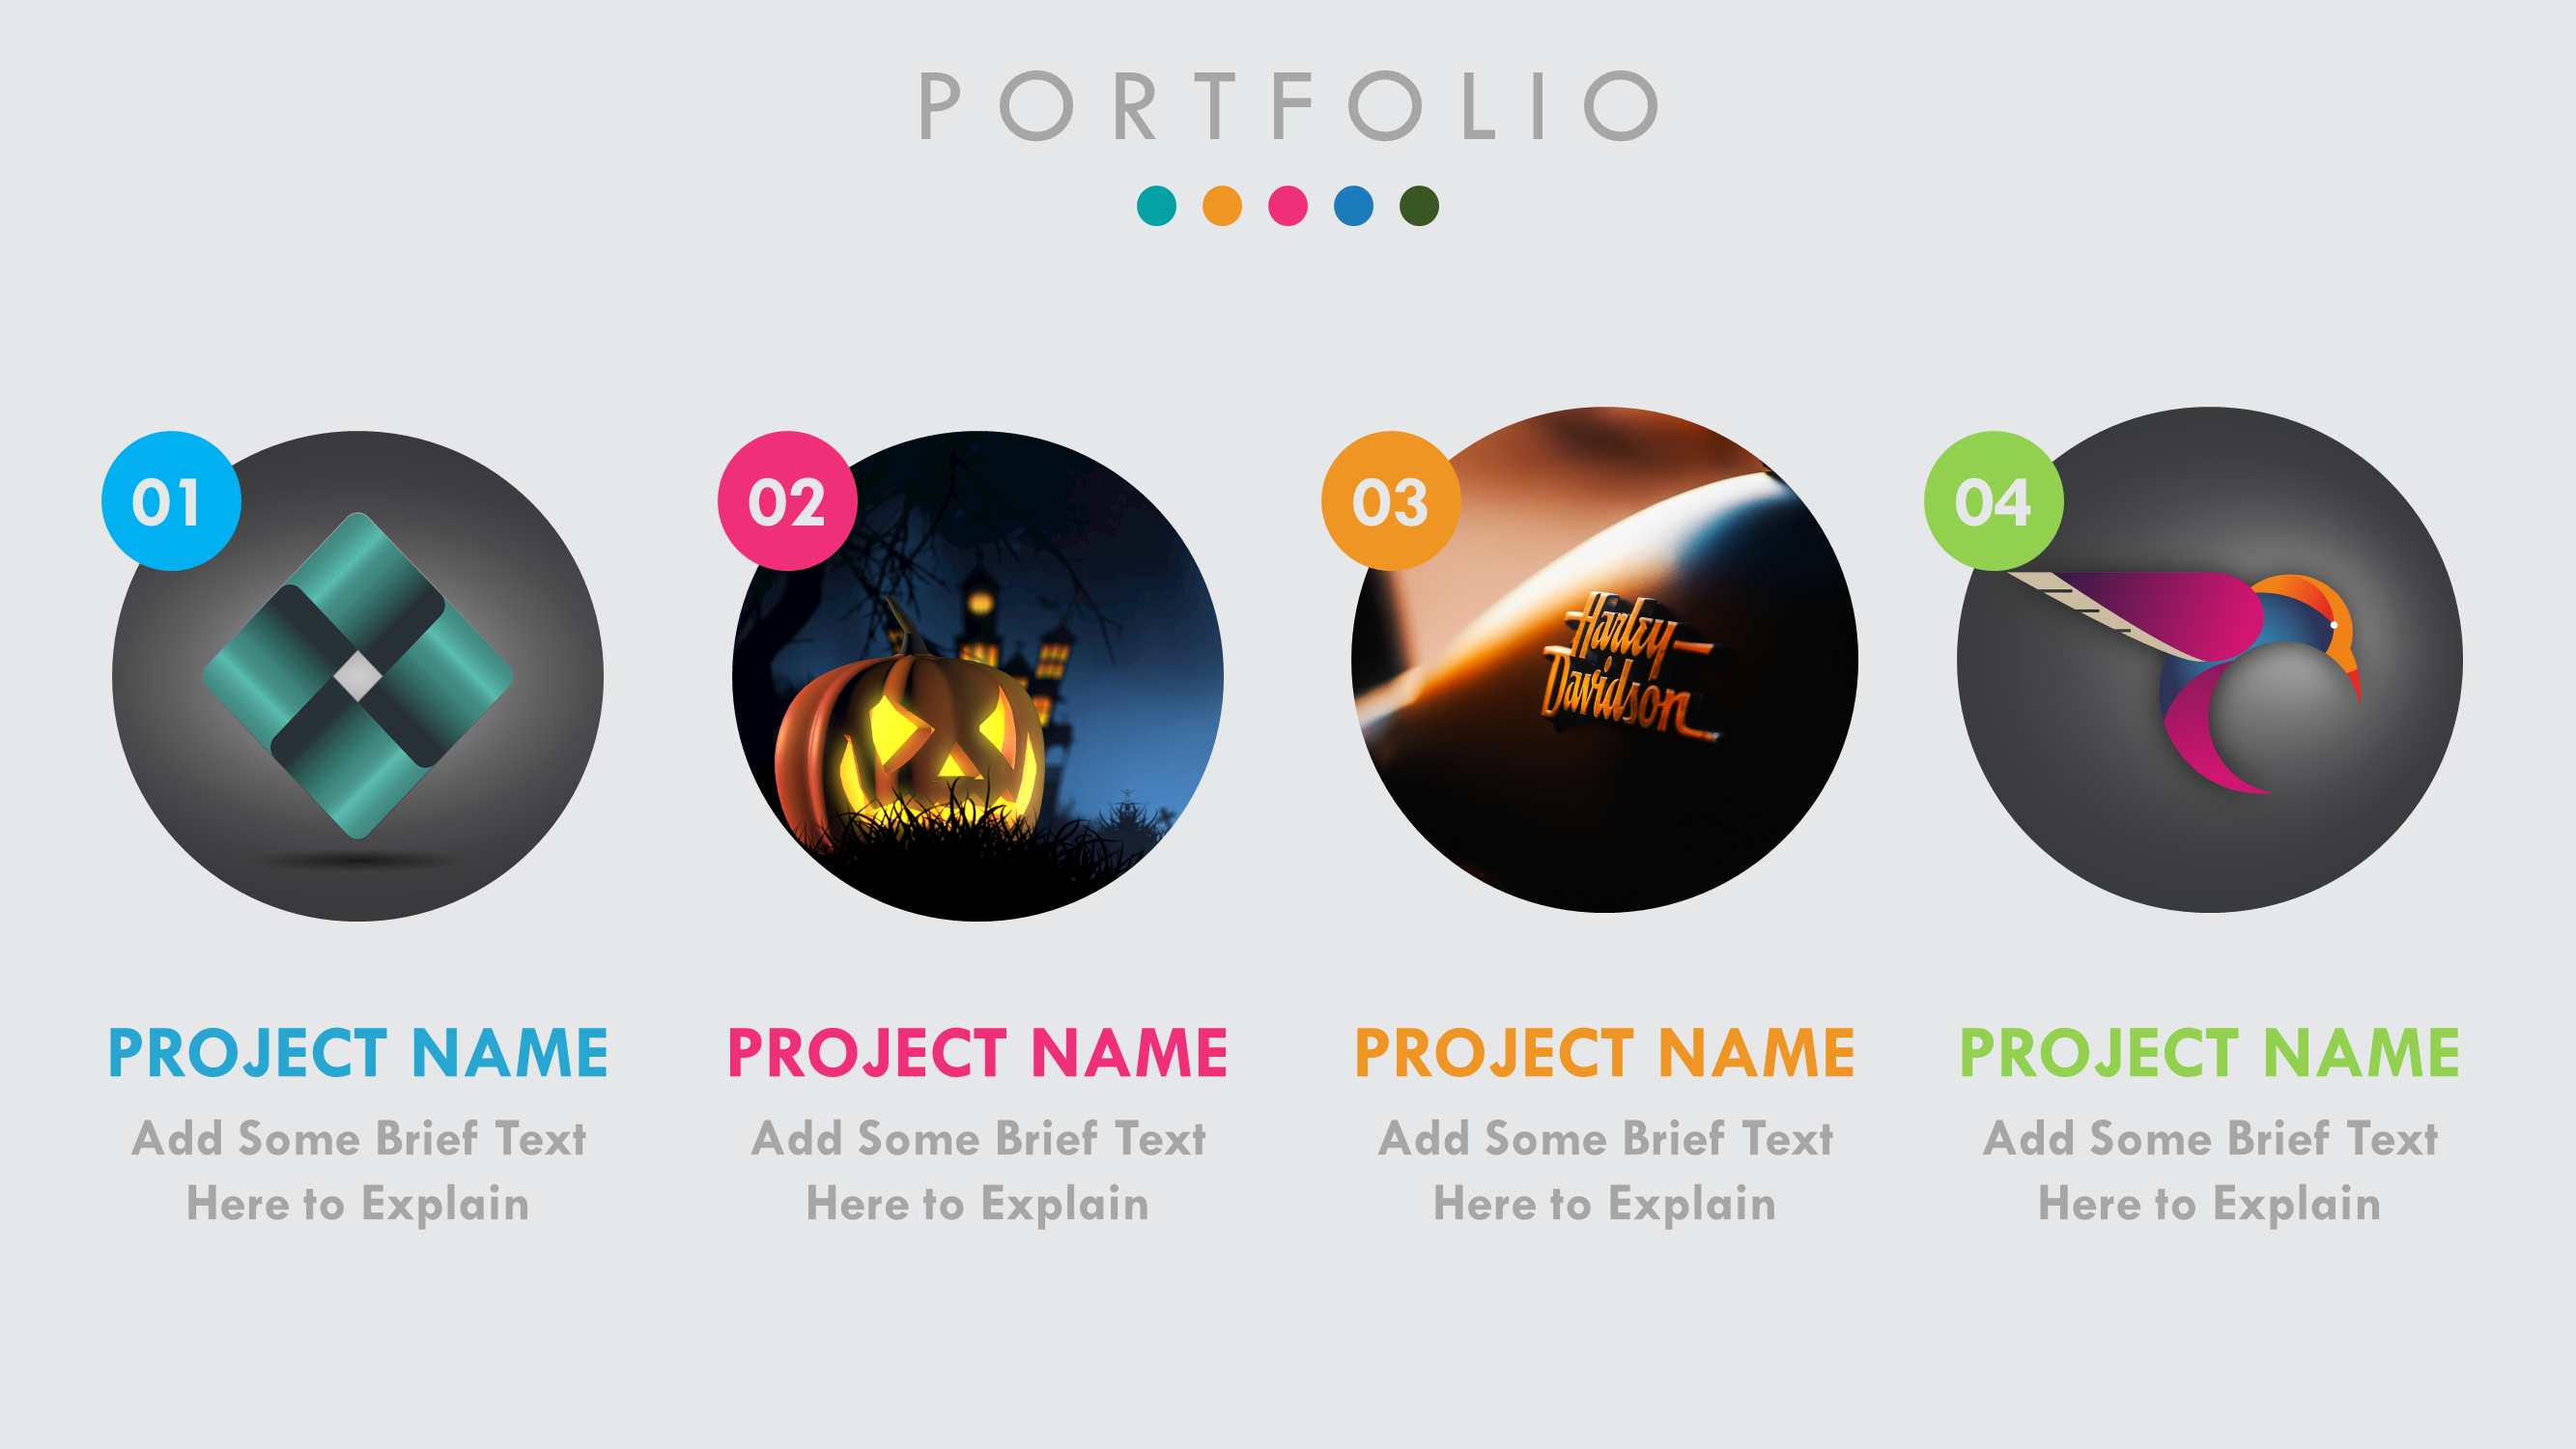 PORTFOLIO
01
02
03
04
Harley
Davidson
PROJECT NAME
Add Some Brief Text
Here to Explain
PROJECT NAME
Add Some Brief Text
Here to Explain
PROJECT NAME
Add Some Brief Text
Here to Explain
PROJECT NAME
Add Some Brief Text
Here to Explain